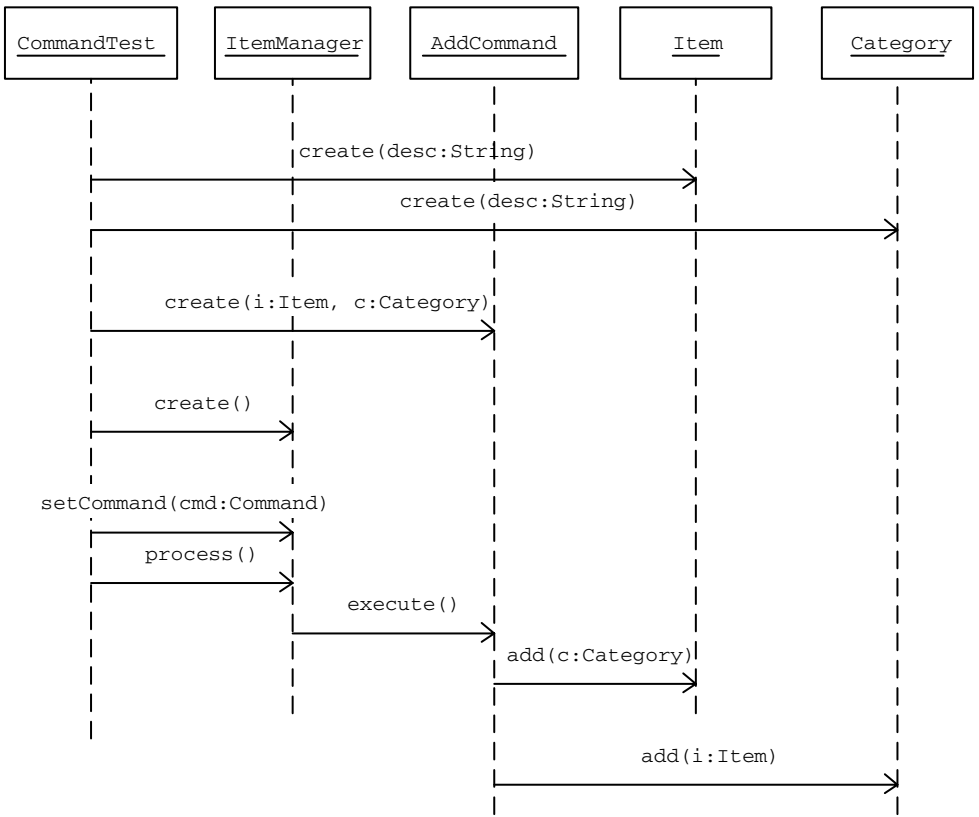 CommandTest
ItemManager
AddCommand
Item
Category
create(desc:String)
create(desc:String)
create(i:Item, c:Category)
create()
setCommand(cmd:Command)
process()
execute()
add(c:Category)
add(i:Item)